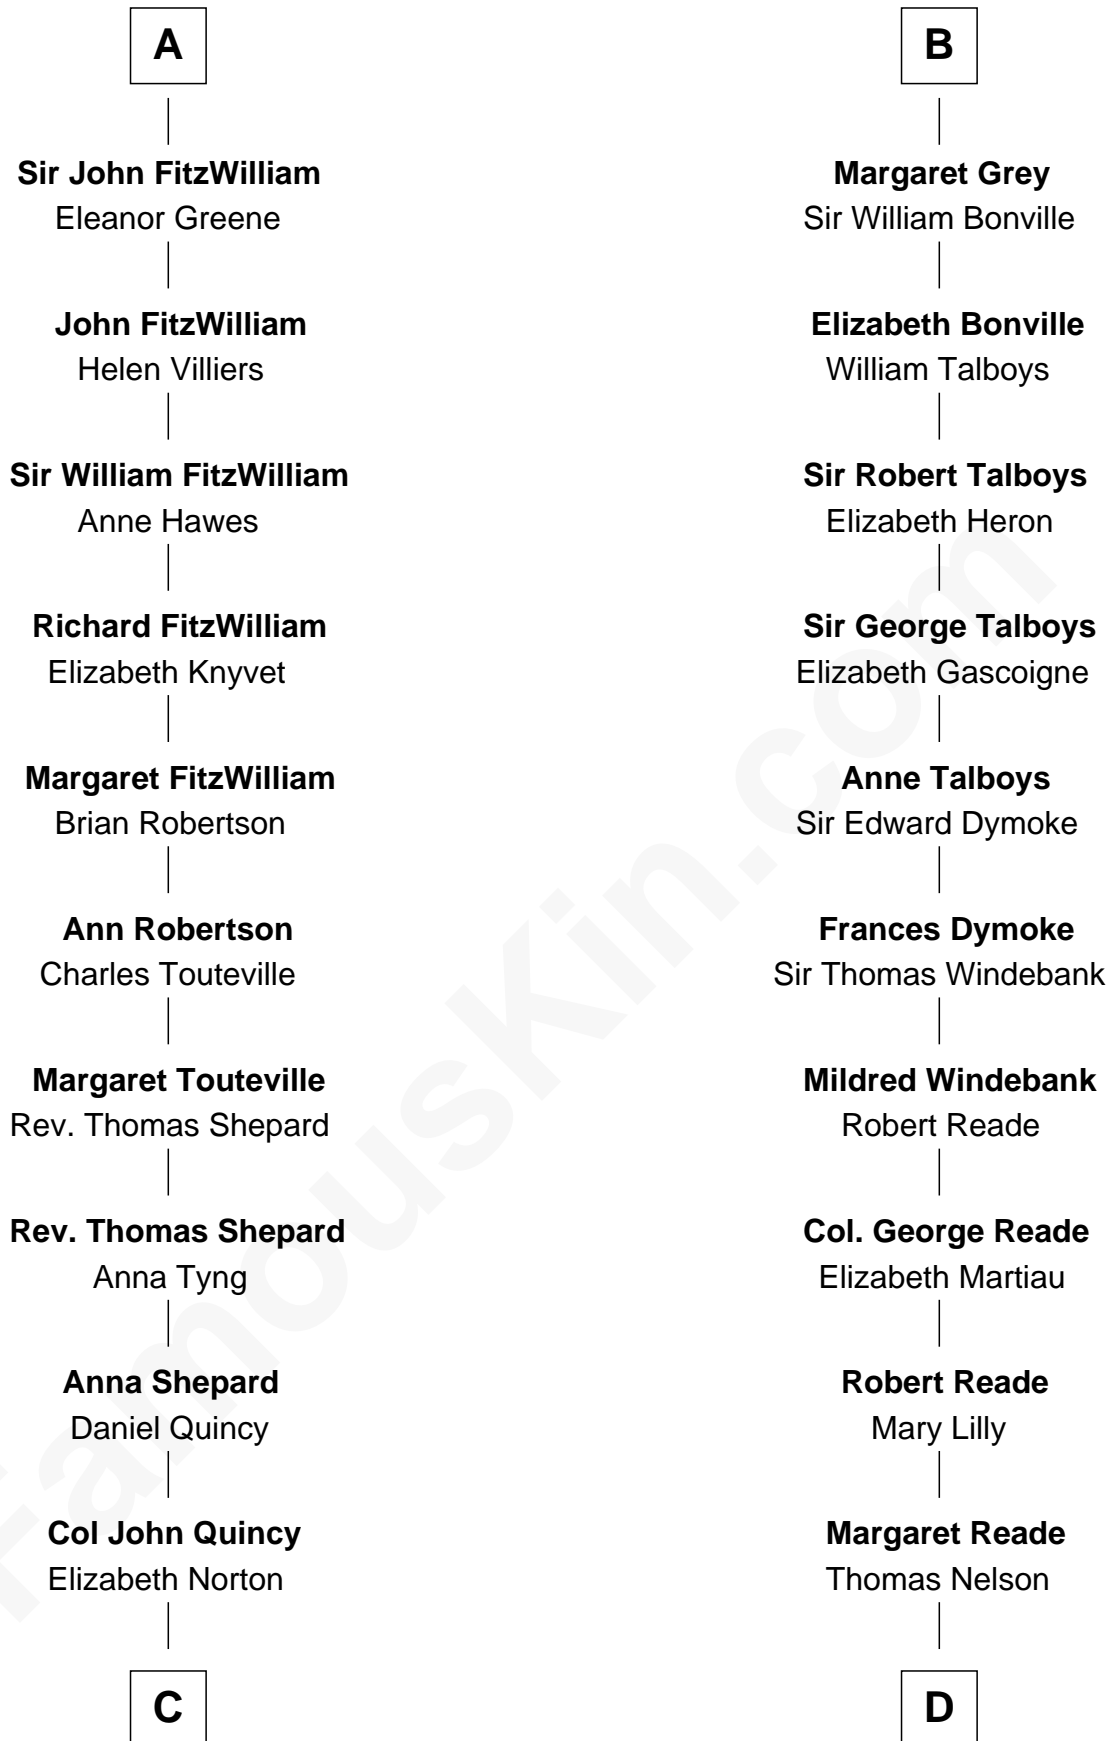 A
Sir John FitzWilliam
Eleanor Greene
John FitzWilliam
Helen Villiers
Sir William FitzWilliam
Anne Hawes
Richard FitzWilliam
Elizabeth Knyvet
Margaret FitzWilliam
Brian Robertson
Ann Robertson
Charles Touteville
Margaret Touteville
Rev. Thomas Shepard
Rev. Thomas Shepard
Anna Tyng
Anna Shepard
Daniel Quincy
Col John Quincy
Elizabeth Norton
C
B
Margaret Grey
Sir William Bonville
Elizabeth Bonville
William Talboys
Sir Robert Talboys
Elizabeth Heron
Sir George Talboys
Elizabeth Gascoigne
Anne Talboys
Sir Edward Dymoke
Frances Dymoke
Sir Thomas Windebank
Mildred Windebank
Robert Reade
Col. George Reade
Elizabeth Martiau
Robert Reade
Mary Lilly
Margaret Reade
Thomas Nelson
D
FamousKin.com